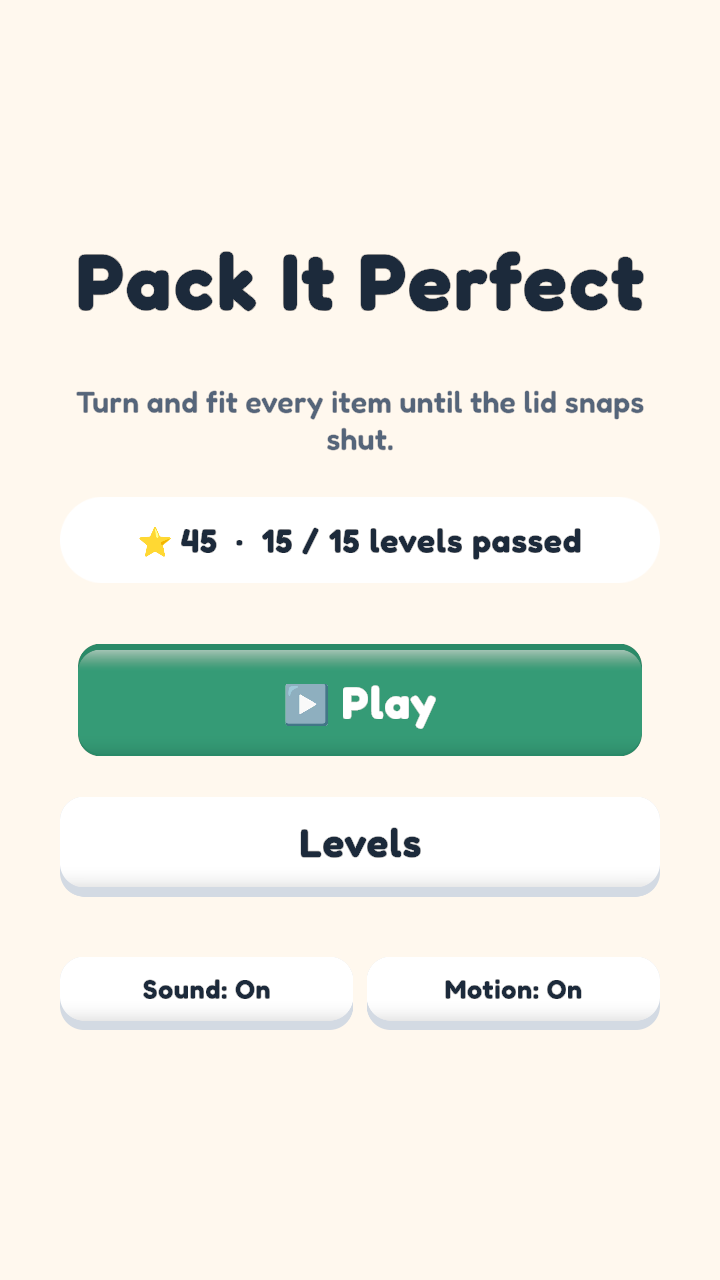 Pack It Perfect
Turn and fit every item until the lid snaps
shut.
⭐ 45 · 15 / 15 levels passed
▶️ Play
Levels
Sound: On
Motion: On